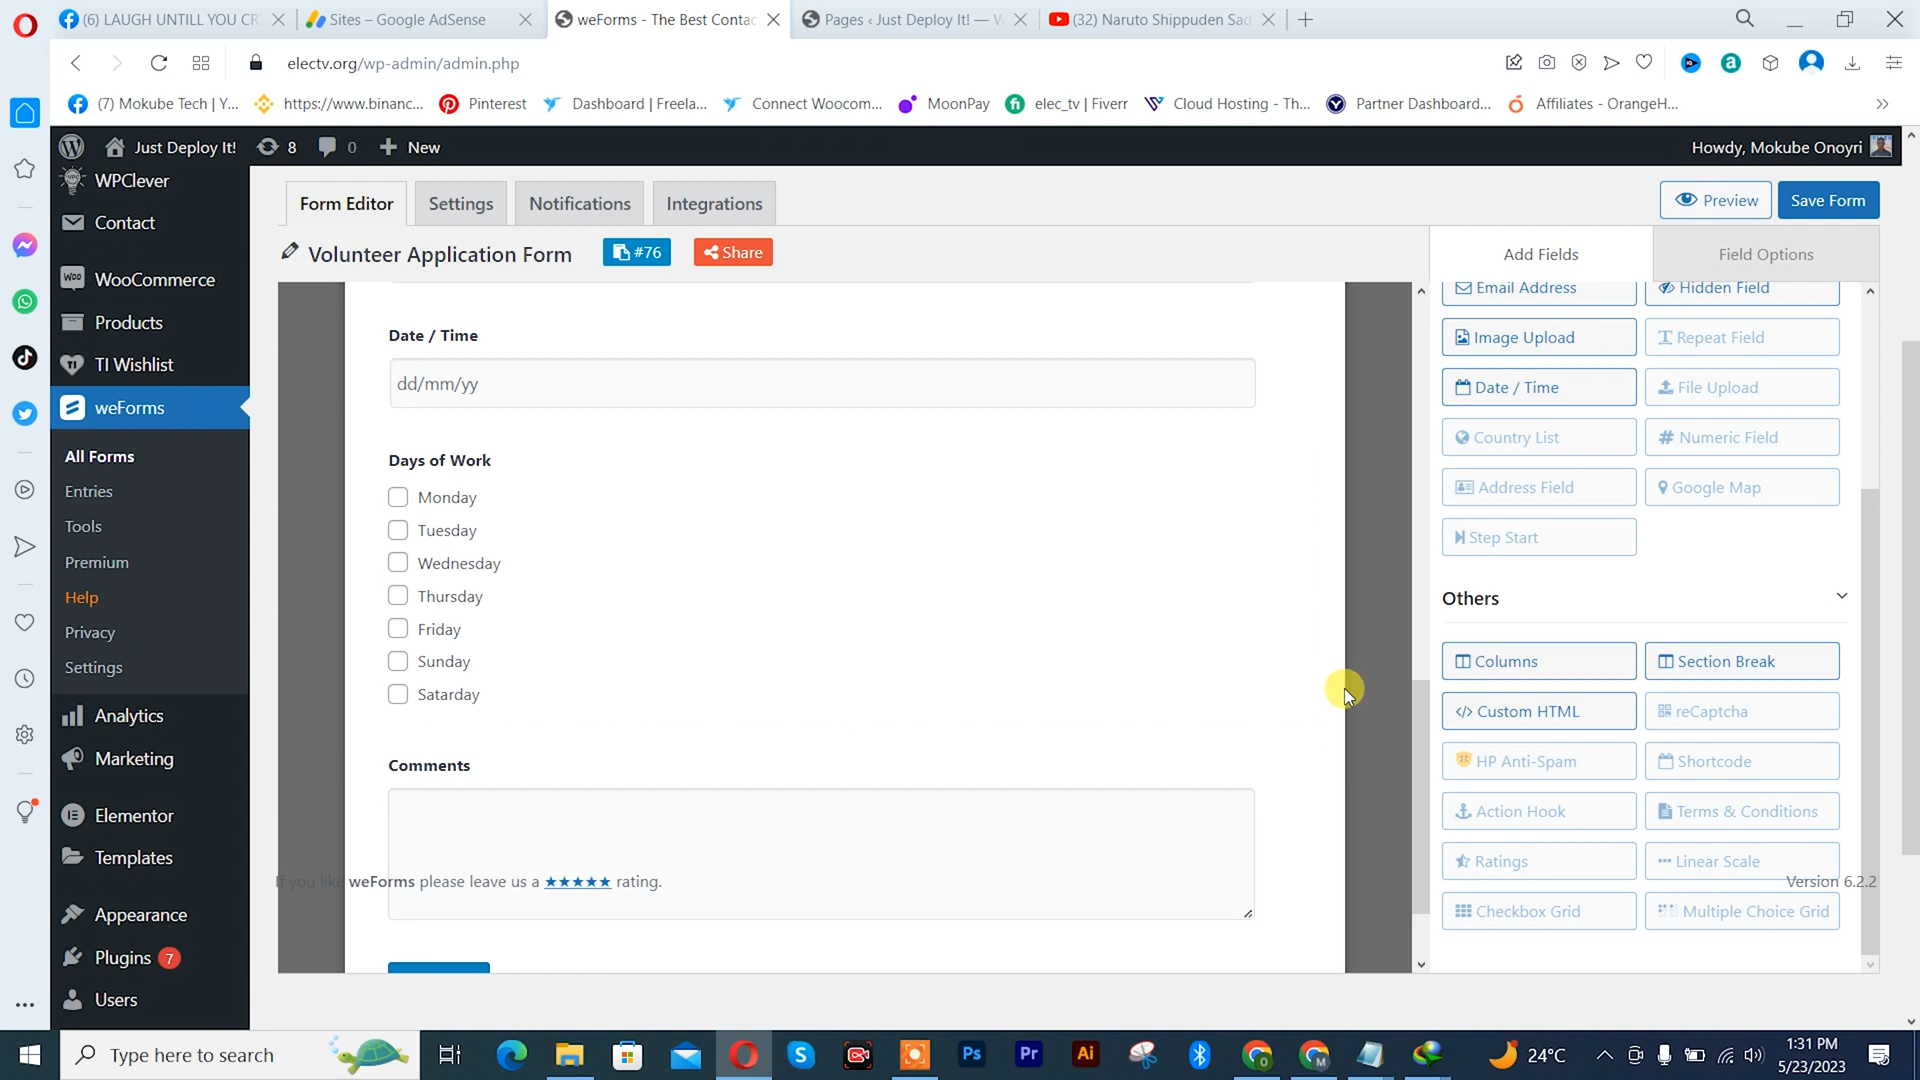 (6) LAUGH UNTILL YOU CR
Sites – Google AdSense
weForms - The Best Contac
Pages ‹ Just Deploy It! — W
(32) Naruto Shippuden Sad
electv.org/wp-admin/admin.php
(7) Mokube Tech | Y...
https://www.binanc...
Pinterest
Dashboard | Freela...
Connect Woocom...
MoonPay
elec_tv | Fiverr
Cloud Hosting - Th...
Partner Dashboard...
Affiliates - OrangeH...
Just Deploy It!
8
0
New
Howdy, Mokube Onoyri
WPClever
Contact
WooCommerce
Products
TI Wishlist
weForms
All Forms
Entries
Tools
Premium
Help
Privacy
Settings
Analytics
Marketing
Elementor
Templates
Appearance
Plugins 7
Users
Form Editor
Settings
Notifications
Integrations
Preview
Save Form
Volunteer Application Form
#76
Share
Date / Time
dd/mm/yy
Days of Work
Monday
Tuesday
Wednesday
Thursday
Friday
Sunday
Satarday
Comments
If you like weForms please leave us a ★★★★★ rating.
Add Fields
Field Options
Email Address
Hidden Field
Image Upload
Repeat Field
Date / Time
File Upload
Country List
Numeric Field
Address Field
Google Map
Step Start
Others
Columns
Section Break
Custom HTML
reCaptcha
HP Anti-Spam
Shortcode
Action Hook
Terms & Conditions
Ratings
Linear Scale
Version 6.2.2
Checkbox Grid
Multiple Choice Grid
Type here to search
24°C
1:31 PM
5/23/2023